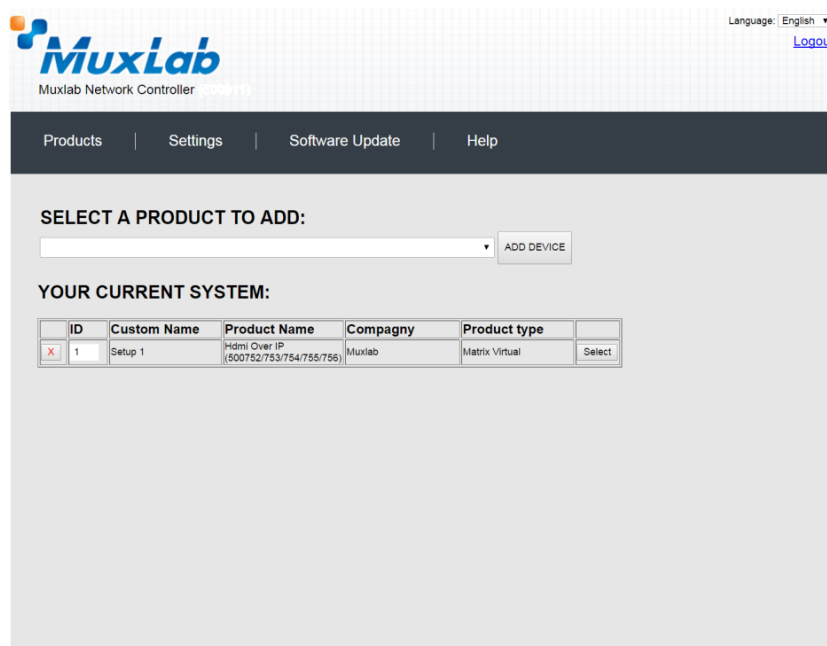 Language: English
Logou
MuxLab
Muxlab Network Controller
Products | Settings | Software Update | Help
SELECT A PRODUCT TO ADD:
ADD DEVICE
YOUR CURRENT SYSTEM:
ID Custom Name Product Name Compagny Product type
X 1 Setup 1 Hdmi Over IP Muxlab Matrix Virtual Select
(500752/753/754/755/756)